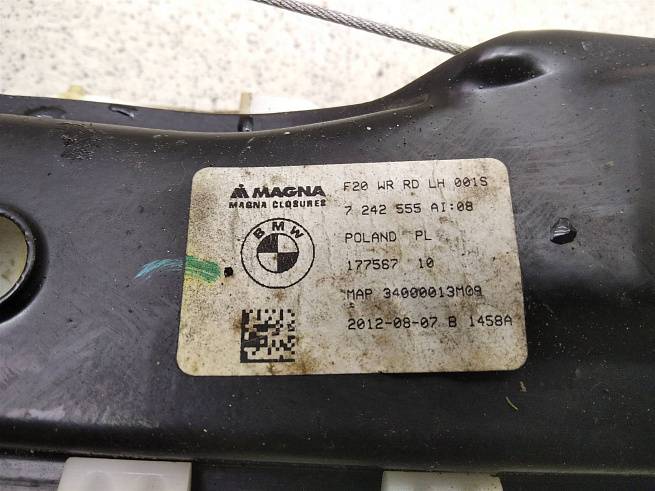 MAGNA
MAGNA CLOSURES
BMW
F20 WR RD LH 001S
7 242 555 AI:08
POLAND PL
177567 10
MAP 34000013M09
2012-08-07 B 1458A